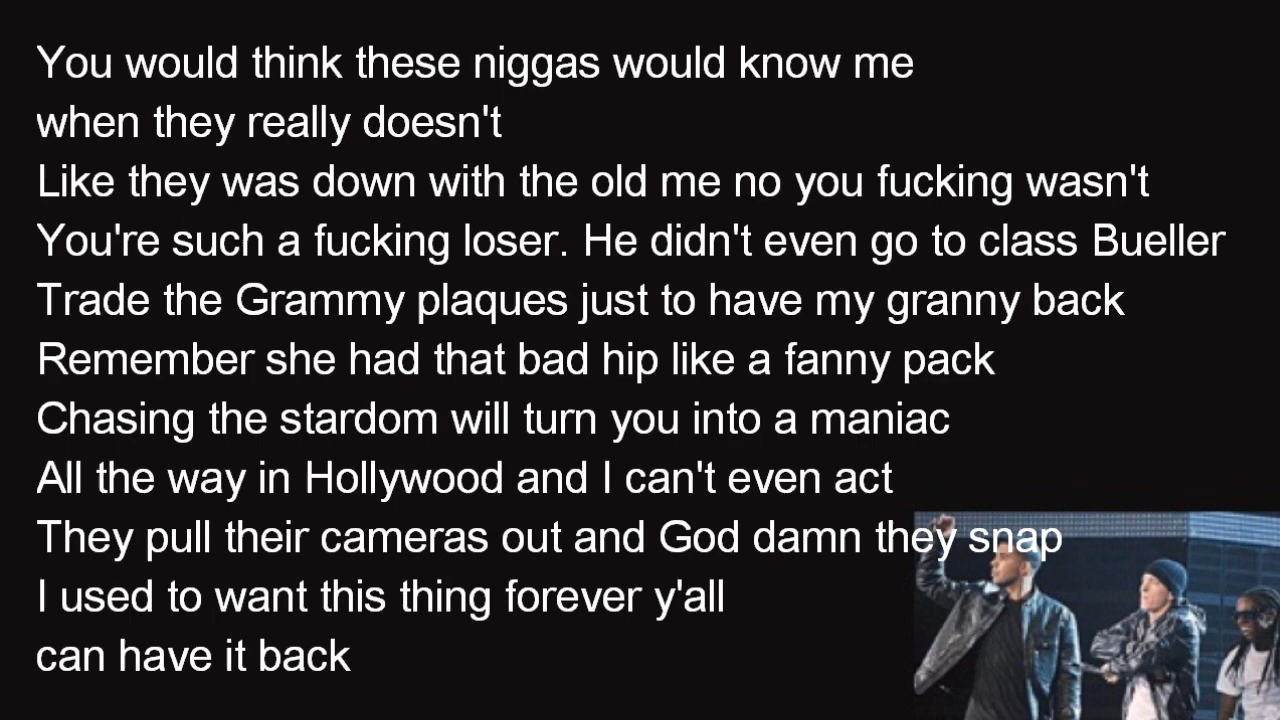 You would think these niggas would know me
when they really doesn't
Like they was down with the old me no you fucking wasn't
You're such a fucking loser. He didn't even go to class Bueller
Trade the Grammy plaques just to have my granny back
Remember she had that bad hip like a fanny pack
Chasing the stardom will turn you into a maniac
All the way in Hollywood and I can't even act
They pull their cameras out and God damn they snap
I used to want this thing forever y'all
can have it back